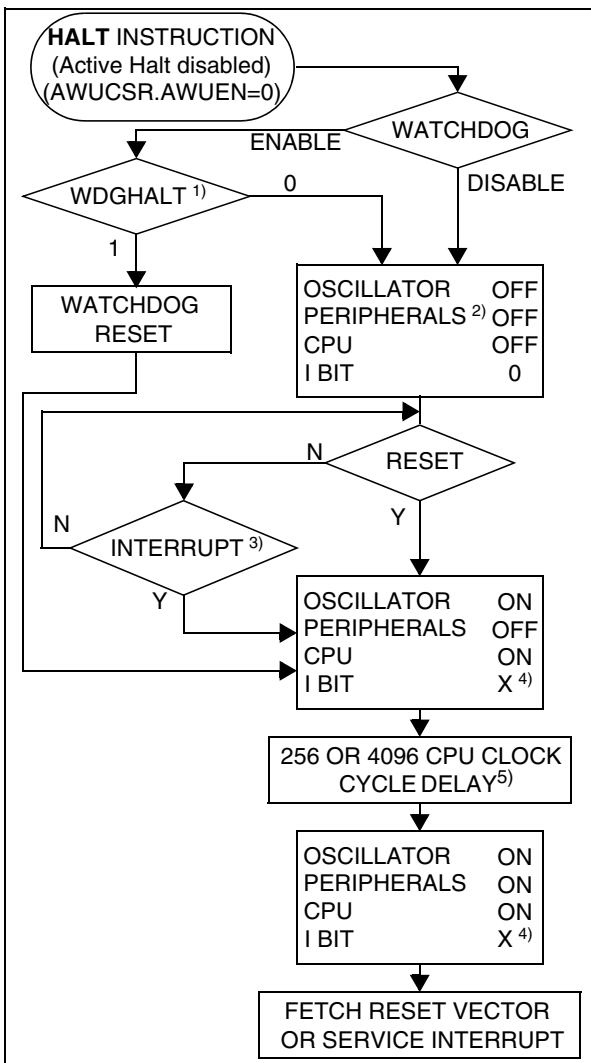 HALT INSTRUCTION
(Active Halt disabled)
(AWUCSR.AWUEN=0)
WATCHDOG
ENABLE
DISABLE
WDGHALT 1)
0
1
WATCHDOG
RESET
OSCILLATOR OFF
PERIPHERALS 2) OFF
CPU OFF
I BIT 0
RESET
N
Y
INTERRUPT 3)
N
Y
OSCILLATOR ON
PERIPHERALS OFF
CPU ON
I BIT X 4)
256 OR 4096 CPU CLOCK
CYCLE DELAY5)
OSCILLATOR ON
PERIPHERALS ON
CPU ON
I BIT X 4)
FETCH RESET VECTOR
OR SERVICE INTERRUPT